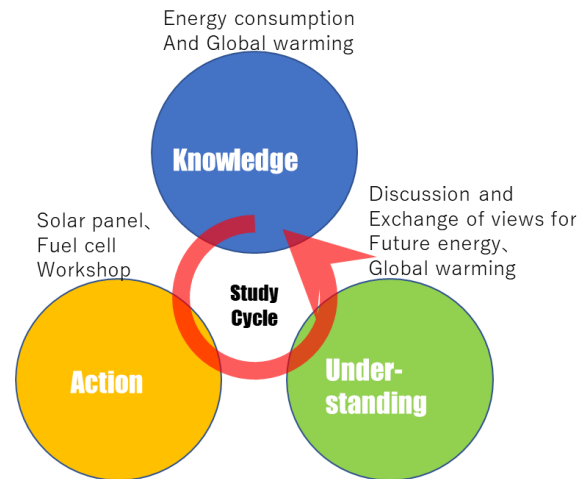 Energy consumption
And Global warming
Knowledge
Solar panel、
Fuel cell
Workshop
Discussion and
Exchange of views for
Future energy、
Global warming
Study
Cycle
Action
Under-
standing